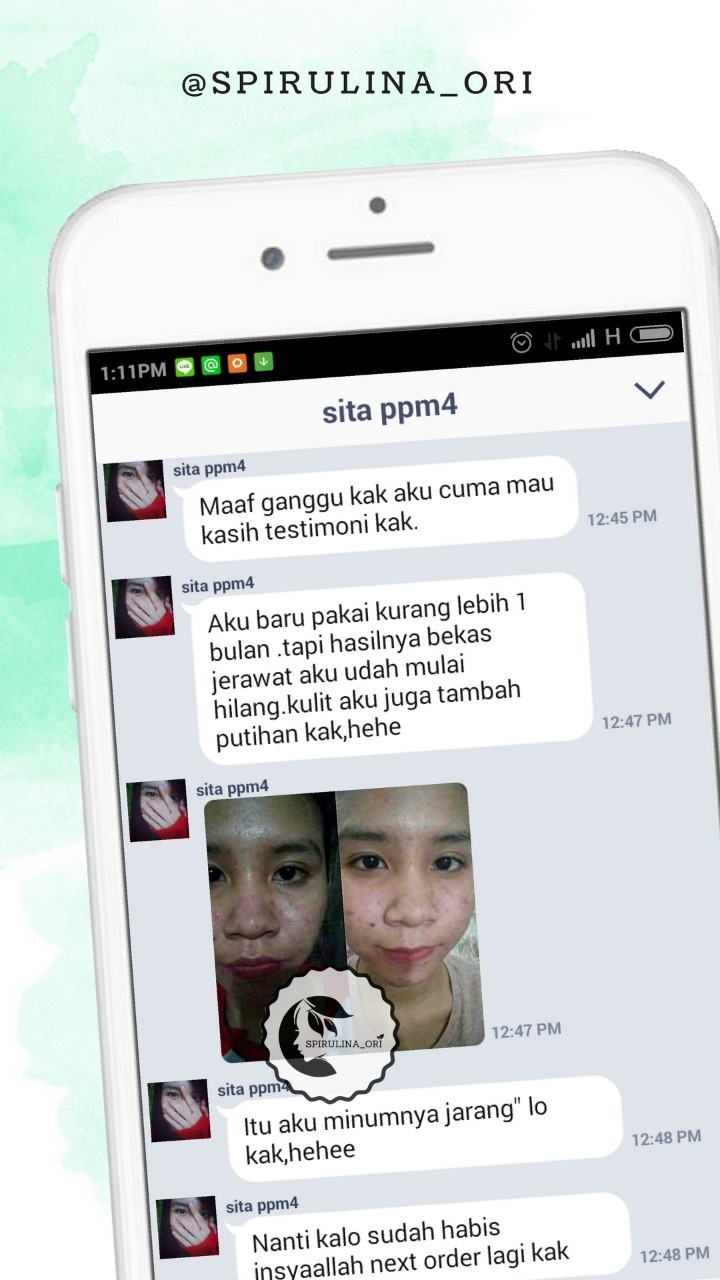 @SPIRULINA_ORI
1:11PM
H
sita ppm4
sita ppm4
Maaf ganggu kak aku cuma mau
kasih testimoni kak.
12:45 PM
sita ppm4
Aku baru pakai kurang lebih 1
bulan .tapi hasilnya bekas
jerawat aku udah mulai
hilang.kulit aku juga tambah
putihan kak,hehe
12:47 PM
sita ppm4
SPIRULINA_ORI
12:47 PM
sita ppm4
Itu aku minumnya jarang" lo
kak,hehee
12:48 PM
sita ppm4
Nanti kalo sudah habis
insyaallah next order lagi kak
12:48 PM